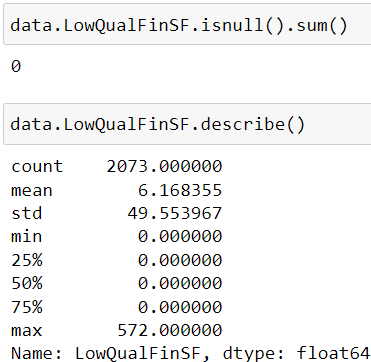 data.LowQualFinSF.isnull().sum()
0
data.LowQualFinSF.describe()
count    2073.000000
mean        6.168355
std        49.553967
min         0.000000
25%         0.000000
50%         0.000000
75%         0.000000
max       572.000000
Name: LowQualFinSF, dtype: float64